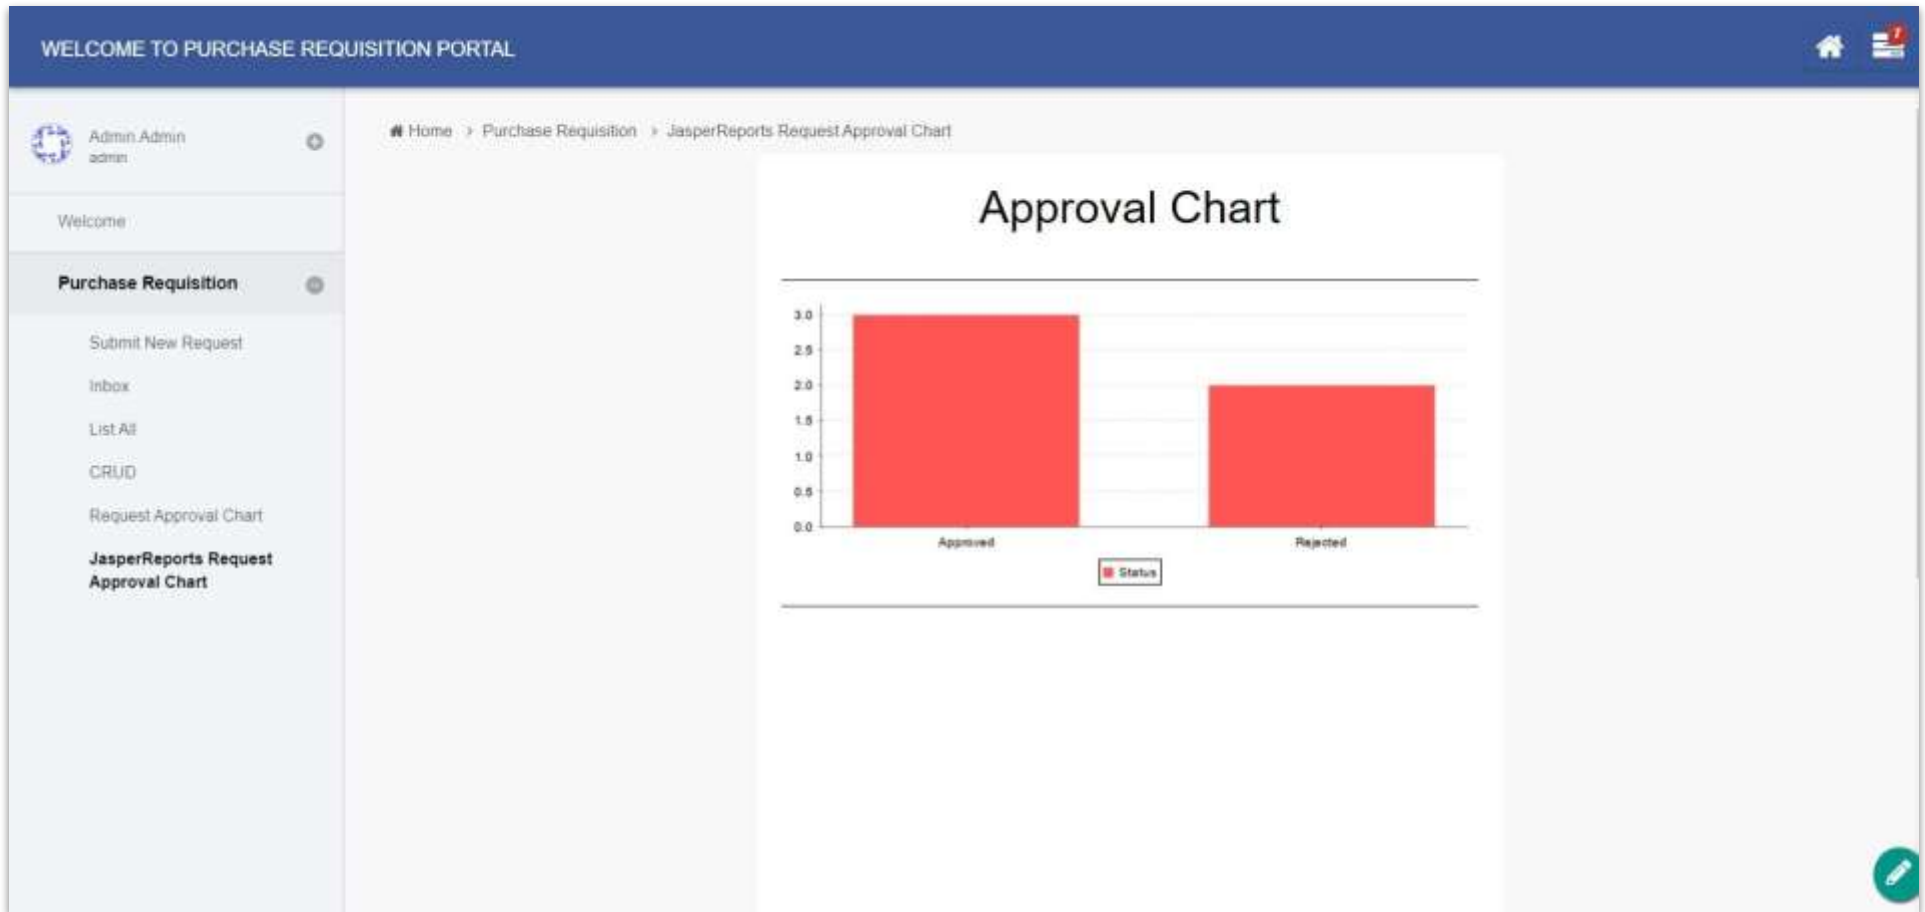 WELCOME TO PURCHASE REQUISITION PORTAL
7
Admin Admin
admin
Home > Purchase Requisition > JasperReports Request Approval Chart
Welcome
Purchase Requisition
Submit New Request
Inbox
List All
CRUD
Request Approval Chart
JasperReports Request
Approval Chart
Approval Chart
3.0
2.5
2.0
1.5
1.0
0.5
0.0
Approved
Rejected
Status